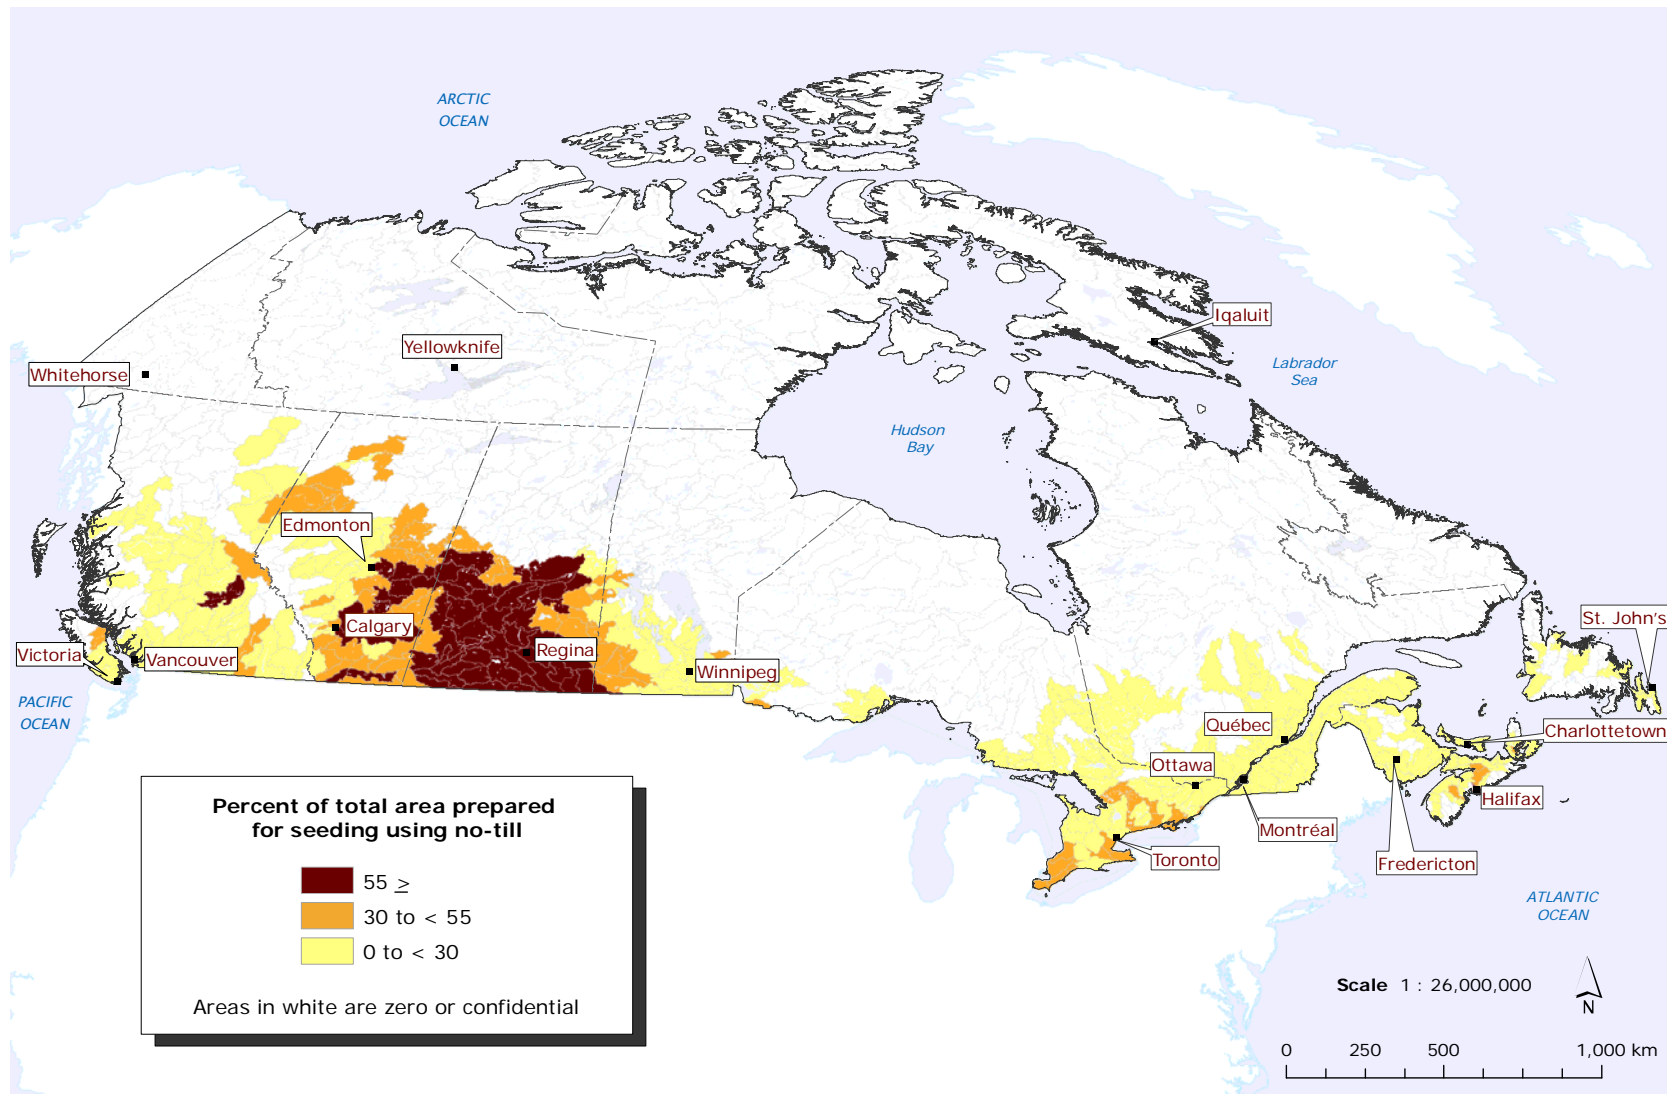 ARCTIC
OCEAN
Iqaluit
Yellowknife
Labrador
Sea
Whitehorse
Hudson
Bay
Edmonton
St. John's
Calgary
Victoria
Vancouver
Regina
Winnipeg
PACIFIC
OCEAN
Québec
Charlottetown
Ottawa
Halifax
Montréal
Toronto
Fredericton
ATLANTIC
OCEAN
Percent of total area prepared
for seeding using no-till
55 >
30 to < 55
0 to < 30
Areas in white are zero or confidential
Scale 1 : 26,000,000
N
0 250 500 1,000 km